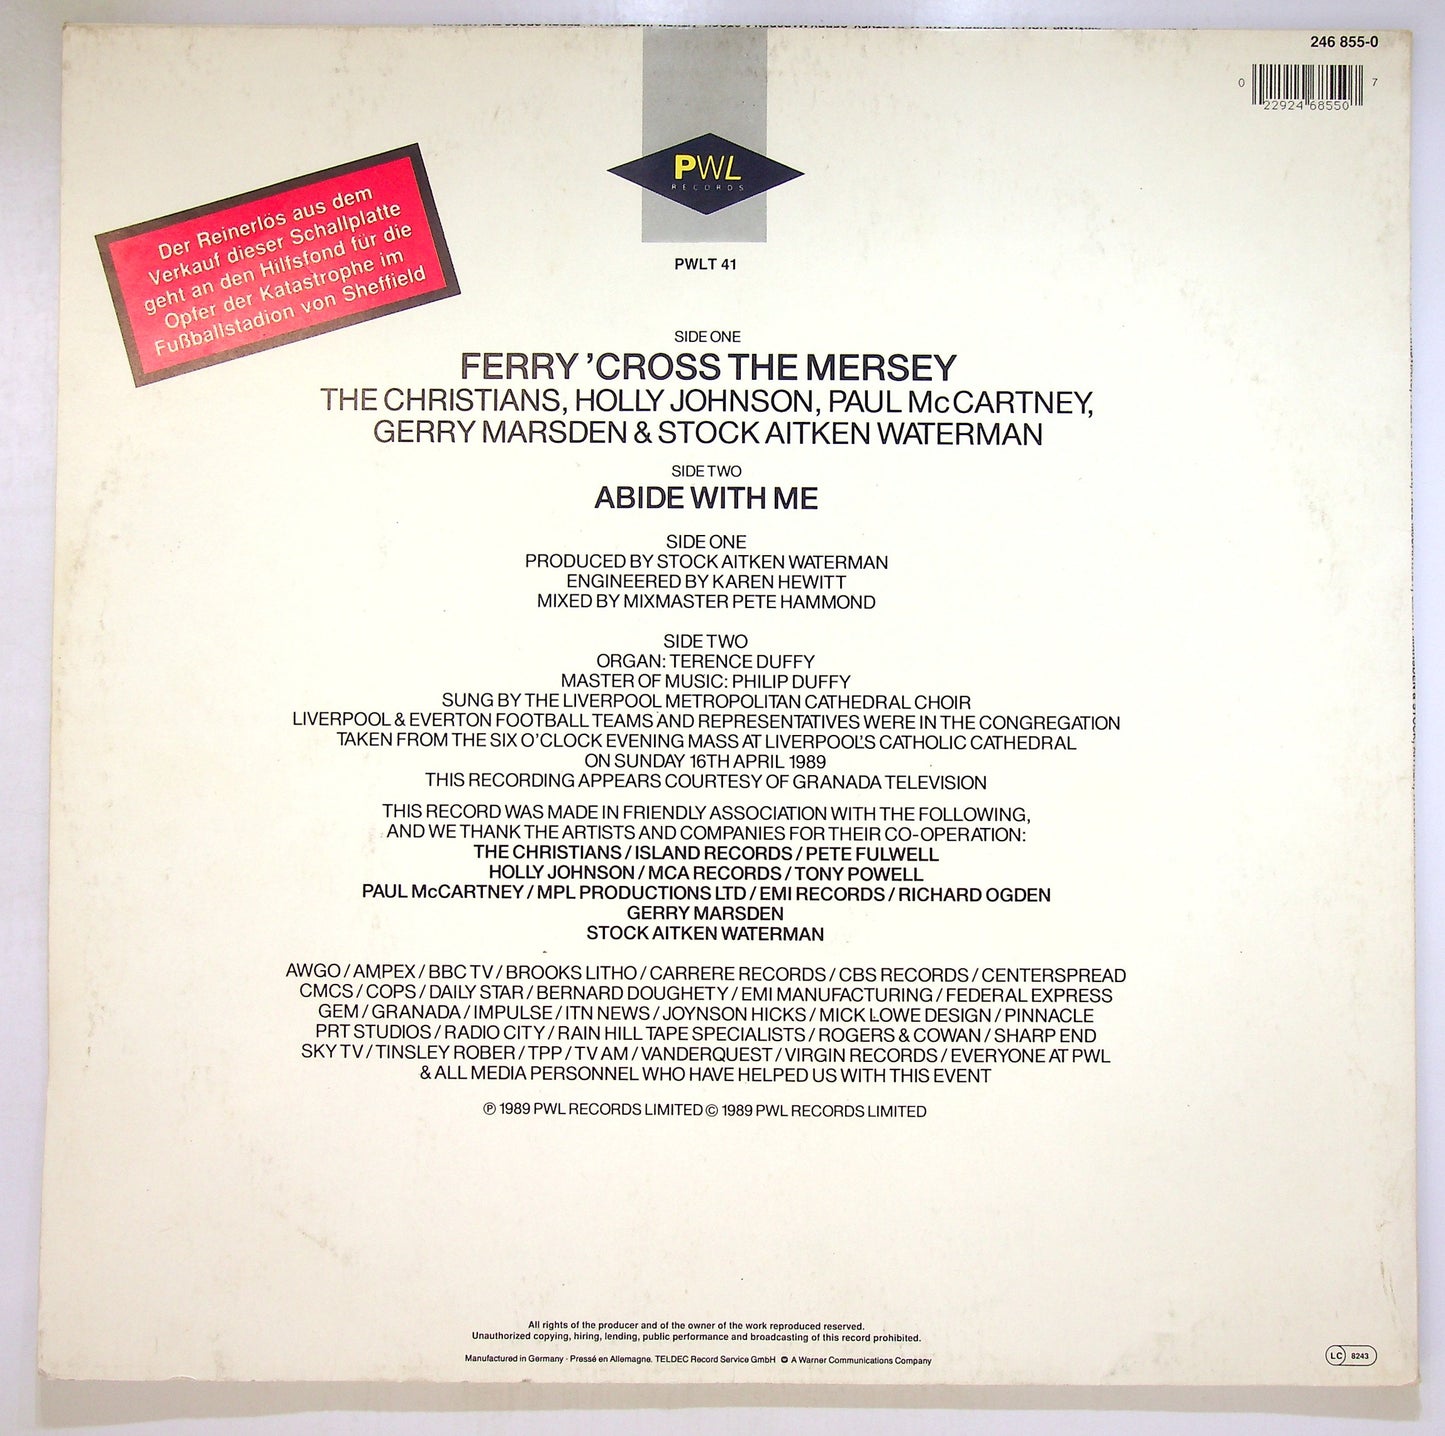 246 855-0
0 22924 68550 7
PWL
RECORDS
PWLT 41
Der Reinerlös aus dem
Verkauf dieser Schallplatte
geht an den Hilfsfond für die
Opfer der Katastrophe im
Fußballstadion von Sheffield
SIDE ONE
FERRY 'CROSS THE MERSEY
THE CHRISTIANS, HOLLY JOHNSON, PAUL McCARTNEY,
GERRY MARSDEN & STOCK AITKEN WATERMAN
SIDE TWO
ABIDE WITH ME
SIDE ONE
PRODUCED BY STOCK AITKEN WATERMAN
ENGINEERED BY KAREN HEWITT
MIXED BY MIXMASTER PETE HAMMOND
SIDE TWO
ORGAN: TERENCE DUFFY
MASTER OF MUSIC: PHILIP DUFFY
SUNG BY THE LIVERPOOL METROPOLITAN CATHEDRAL CHOIR
LIVERPOOL & EVERTON FOOTBALL TEAMS AND REPRESENTATIVES WERE IN THE CONGREGATION
TAKEN FROM THE SIX O'CLOCK EVENING MASS AT LIVERPOOL'S CATHOLIC CATHEDRAL
ON SUNDAY 16TH APRIL 1989
THIS RECORDING APPEARS COURTESY OF GRANADA TELEVISION
THIS RECORD WAS MADE IN FRIENDLY ASSOCIATION WITH THE FOLLOWING,
AND WE THANK THE ARTISTS AND COMPANIES FOR THEIR CO-OPERATION:
THE CHRISTIANS / ISLAND RECORDS / PETE FULWELL
HOLLY JOHNSON / MCA RECORDS / TONY POWELL
PAUL McCARTNEY / MPL PRODUCTIONS LTD / EMI RECORDS / RICHARD OGDEN
GERRY MARSDEN
STOCK AITKEN WATERMAN
AWGO / AMPEX / BBC TV / BROOKS LITHO / CARRERE RECORDS / CBS RECORDS / CENTERSPREAD
CMCS / COPS / DAILY STAR / BERNARD DOUGHETY / EMI MANUFACTURING / FEDERAL EXPRESS
GEM / GRANADA / IMPULSE / ITN NEWS / JOYNSON HICKS / MICK LOWE DESIGN / PINNACLE
PRT STUDIOS / RADIO CITY / RAIN HILL TAPE SPECIALISTS / ROGERS & COWAN / SHARP END
SKY TV / TINSLEY ROBER / TPP / TV AM / VANDERQUEST / VIRGIN RECORDS / EVERYONE AT PWL
& ALL MEDIA PERSONNEL WHO HAVE HELPED US WITH THIS EVENT
℗ 1989 PWL RECORDS LIMITED © 1989 PWL RECORDS LIMITED
All rights of the producer and of the owner of the work reproduced reserved.
Unauthorized copying, hiring, lending, public performance and broadcasting of this record prohibited.
Manufactured in Germany · Pressé en Allemagne. TELDEC Record Service GmbH A Warner Communications Company
LC 8243